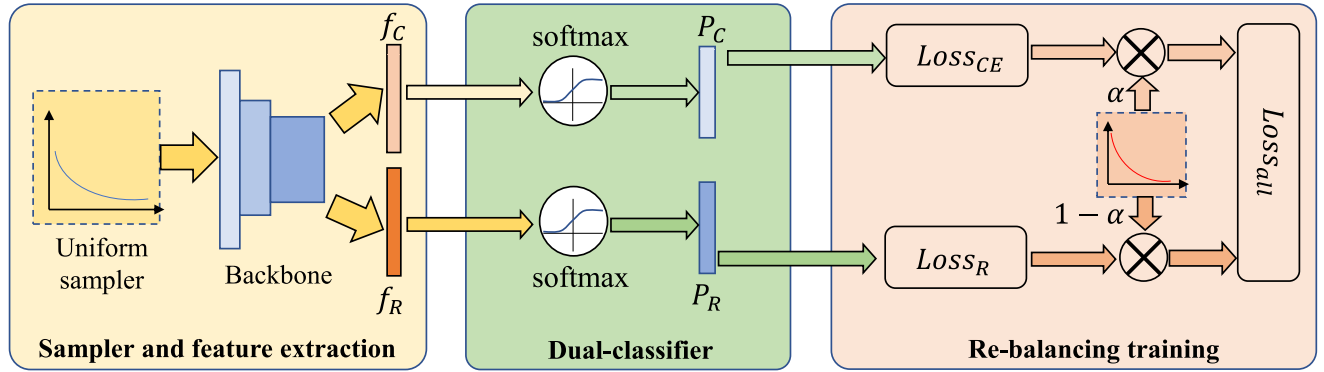 f_C
Uniform
sampler
Backbone
f_R
Sampler and feature extraction
softmax
P_C
softmax
P_R
Dual-classifier
Loss_CE
α
1 − α
Loss_R
Loss_all
Re-balancing training